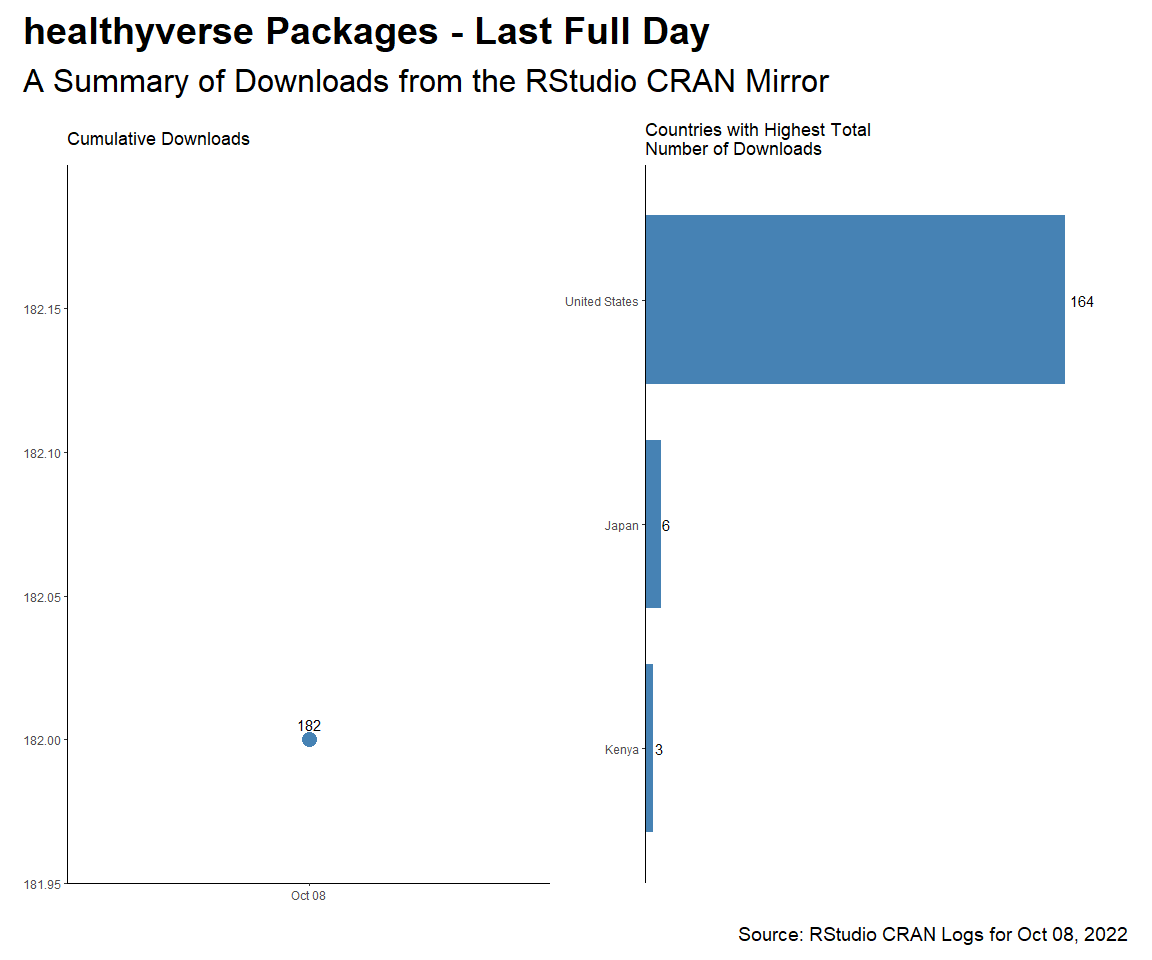 healthyverse Packages - Last Full Day
A Summary of Downloads from the RStudio CRAN Mirror
Cumulative Downloads
182.15
182.10
182.05
182.00
181.95
182
Oct 08
Countries with Highest Total
Number of Downloads
United States
164
Japan
6
Kenya
3
Source: RStudio CRAN Logs for Oct 08, 2022